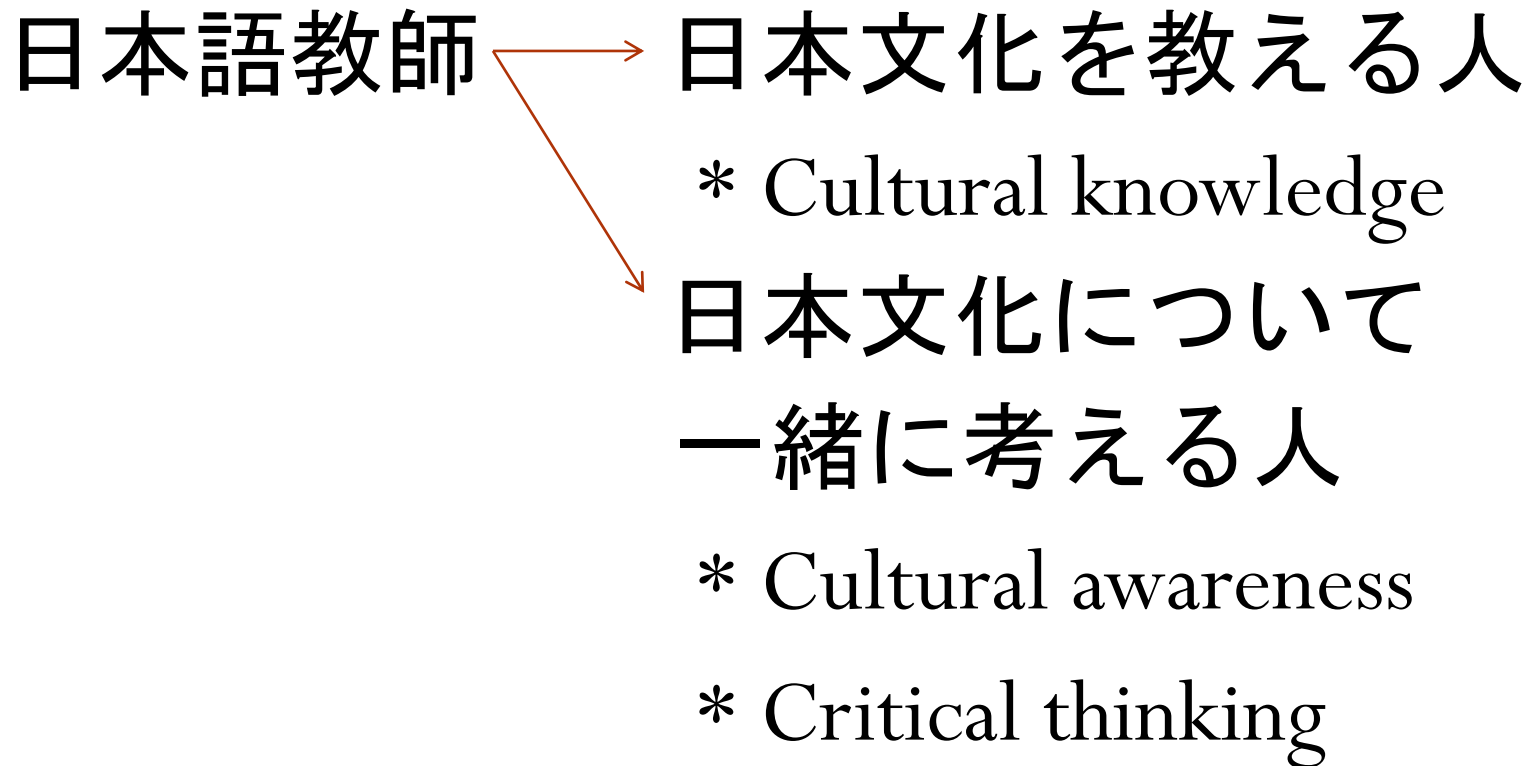 日本語教師
日本文化を教える人
* Cultural knowledge
日本文化について
一緒に考える人
* Cultural awareness
* Critical thinking